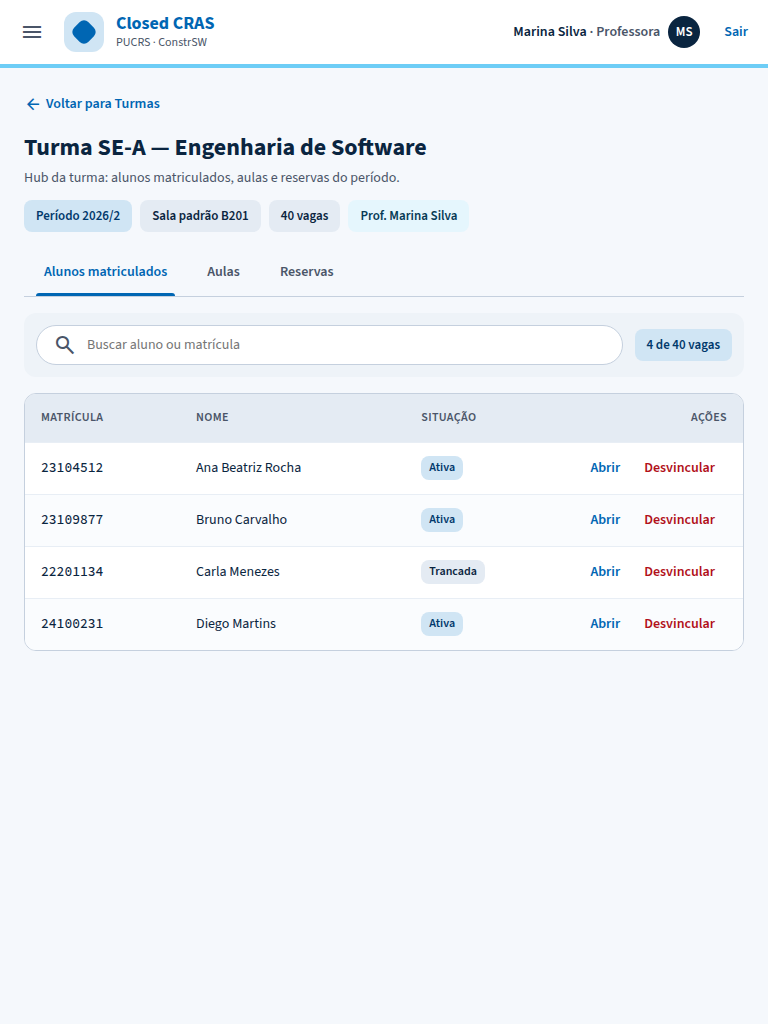 Closed CRAS
PUCRS · ConstrSW
Marina Silva · Professora
MS
Sair
Voltar para Turmas
Turma SE-A — Engenharia de Software
Hub da turma: alunos matriculados, aulas e reservas do período.
Período 2026/2
Sala padrão B201
40 vagas
Prof. Marina Silva
Alunos matriculados
Aulas
Reservas
Buscar aluno ou matrícula
4 de 40 vagas
MATRÍCULA NOME SITUAÇÃO AÇÕES
23104512 Ana Beatriz Rocha Ativa Abrir Desvincular
23109877 Bruno Carvalho Ativa Abrir Desvincular
22201134 Carla Menezes Trancada Abrir Desvincular
24100231 Diego Martins Ativa Abrir Desvincular